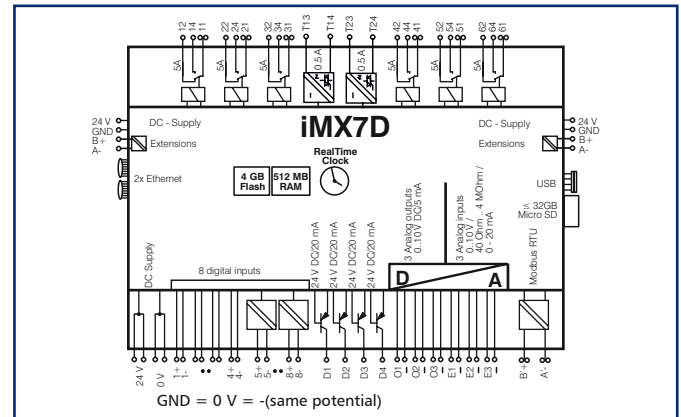 12 14 11 22 24 21 32 34 31 T13 T14 T23 T24 42 44 41 52 54 51 62 64 61
5A 5A 5A 0.5 A 0.5 A 5A 5A 5A
iMX7D
24 V
GND
B+
A-
DC - Supply
Extensions
2x Ethernet
4 GB
Flash
512 MB
RAM
RealTime
Clock
DC - Supply
Extensions
24 V
GND
B+
A-
USB
≤ 32GB
Micro SD
DC Supply
8 digital inputs
24 V DC/20 mA
24 V DC/20 mA
24 V DC/20 mA
24 V DC/20 mA
3 Analog outputs
0..10V DC/5 mA
3 Analog inputs
0..10V /
40 Ohm .. 4 MOhm /
0 - 20 mA
Modbus RTU
D A
24 V 0 V 1+ 1- 4+ 4- 5+ 5- 8+ 8- D1 D2 D3 D4 O1 – O2 – O3 – E1 – E2 – E3 – B'+ A'-
GND = 0 V = -(same potential)